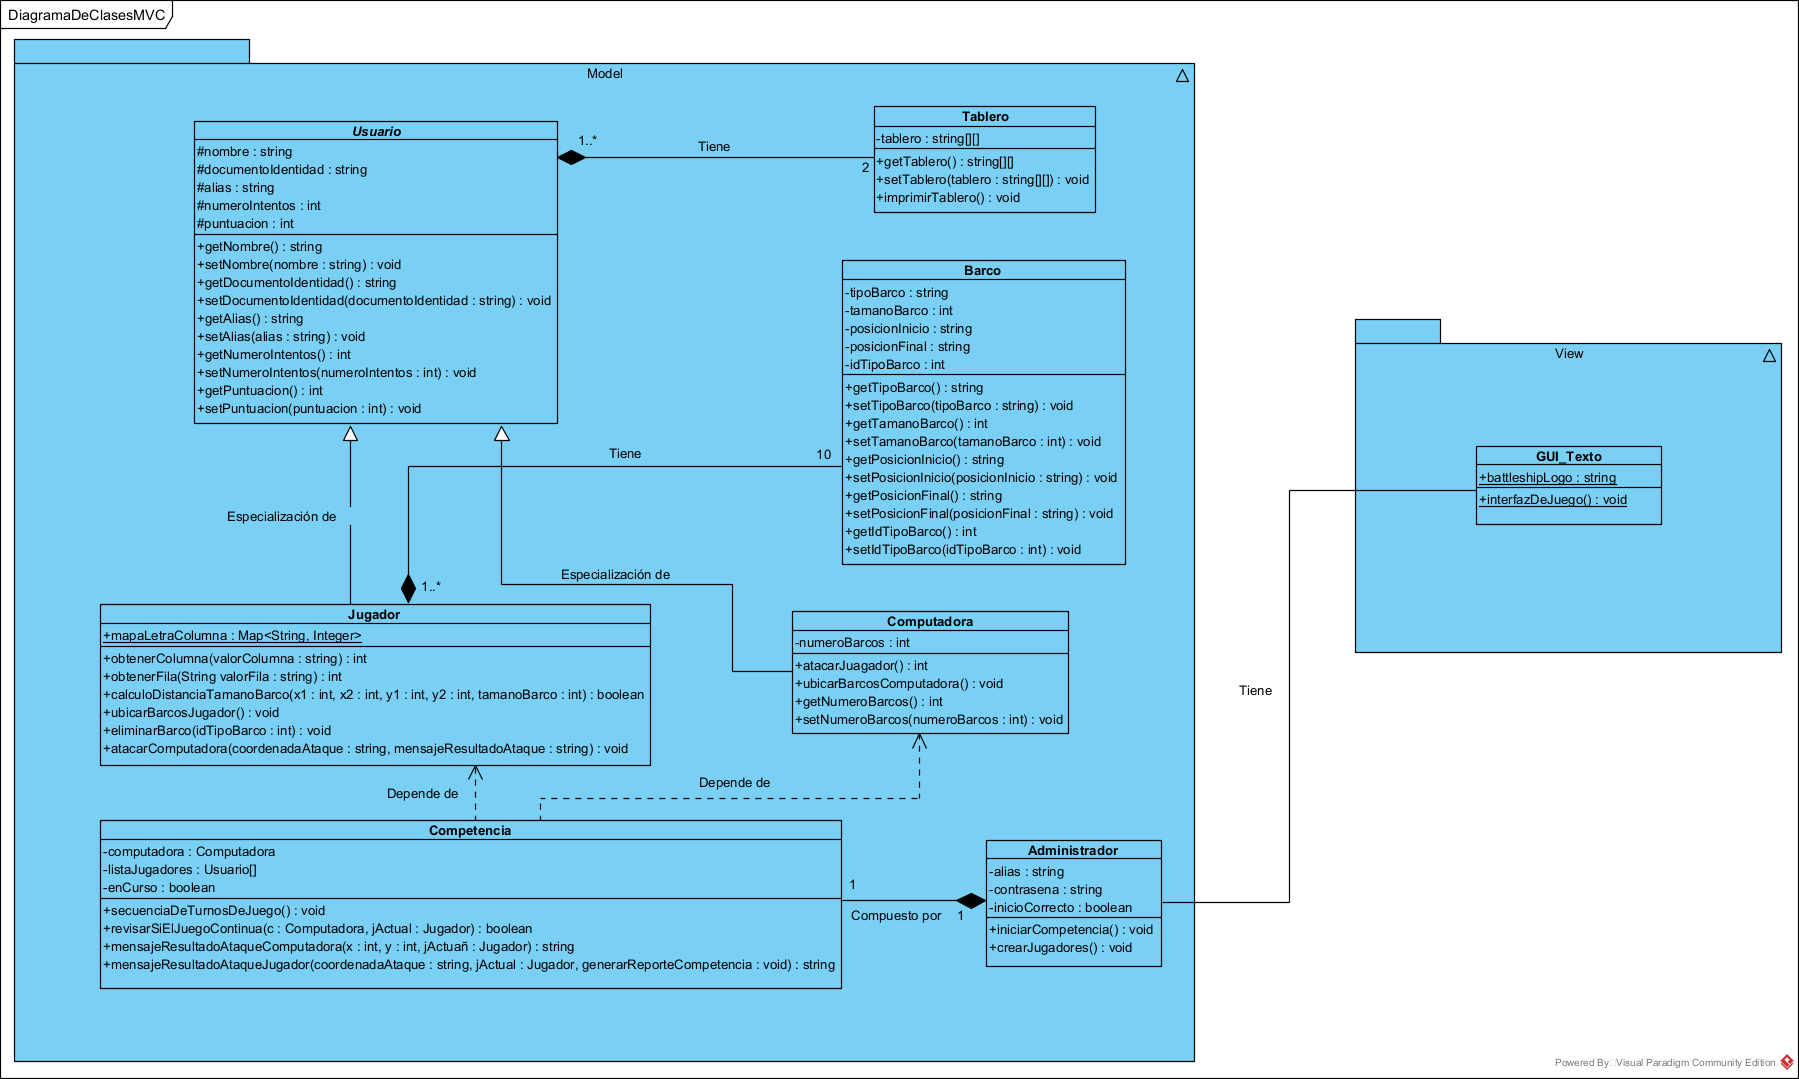 DiagramaDeClasesMVC
Model
Usuario
#nombre : string
#documentoIdentidad : string
#alias : string
#numeroIntentos : int
#puntuacion : int
+getNombre() : string
+setNombre(nombre : string) : void
+getDocumentoIdentidad() : string
+setDocumentoIdentidad(documentoIdentidad : string) : void
+getAlias() : string
+setAlias(alias : string) : void
+getNumeroIntentos() : int
+setNumeroIntentos(numeroIntentos : int) : void
+getPuntuacion() : int
+setPuntuacion(puntuacion : int) : void
1..*
Tiene
2
Tablero
-tablero : string[][]
+getTablero() : string[][]
+setTablero(tablero : string[][]) : void
+imprimirTablero() : void
Barco
-tipoBarco : string
-tamanoBarco : int
-posicionInicio : string
-posicionFinal : string
-idTipoBarco : int
+getTipoBarco() : string
+setTipoBarco(tipoBarco : string) : void
+getTamanoBarco() : int
+setTamanoBarco(tamanoBarco : int) : void
+getPosicionInicio() : string
+setPosicionInicio(posicionInicio : string) : void
+getPosicionFinal() : string
+setPosicionFinal(posicionFinal : string) : void
+getIdTipoBarco() : int
+setIdTipoBarco(idTipoBarco : int) : void
Tiene
10
Especialización de
1..*
Especialización de
Jugador
+mapaLetraColumna : Map<String, Integer>
+obtenerColumna(valorColumna : string) : int
+obtenerFila(String valorFila : string) : int
+calculoDistanciaTamanoBarco(x1 : int, x2 : int, y1 : int, y2 : int, tamanoBarco : int) : boolean
+ubicarBarcosJugador() : void
+eliminarBarco(idTipoBarco : int) : void
+atacarComputadora(coordenadaAtaque : string, mensajeResultadoAtaque : string) : void
Computadora
-numeroBarcos : int
+atacarJuagador() : int
+ubicarBarcosComputadora() : void
+getNumeroBarcos() : int
+setNumeroBarcos(numeroBarcos : int) : void
Depende de
Depende de
Competencia
-computadora : Computadora
-listaJugadores : Usuario[]
-enCurso : boolean
+secuenciaDeTurnosDeJuego() : void
+revisarSiElJuegoContinua(c : Computadora, jActual : Jugador) : boolean
+mensajeResultadoAtaqueComputadora(x : int, y : int, jActuañ : Jugador) : string
+mensajeResultadoAtaqueJugador(coordenadaAtaque : string, jActual : Jugador, generarReporteCompetencia : void) : string
1
Compuesto por
1
Administrador
-alias : string
-contrasena : string
-inicioCorrecto : boolean
+iniciarCompetencia() : void
+crearJugadores() : void
Tiene
View
GUI_Texto
+battleshipLogo : string
+interfazDeJuego() : void
Powered By Visual Paradigm Community Edition